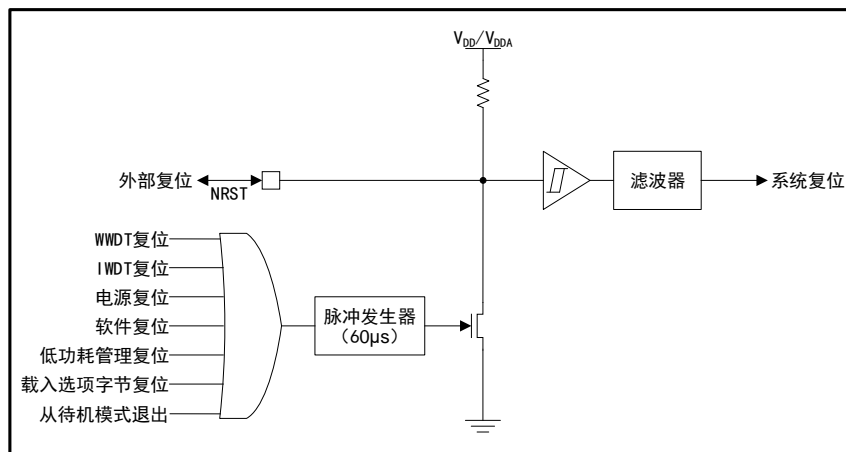 VDD/VDDA
外部复位
NRST
滤波器
系统复位
WWDT复位
IWDT复位
电源复位
软件复位
低功耗管理复位
载入选项字节复位
从待机模式退出
脉冲发生器
（60μs）